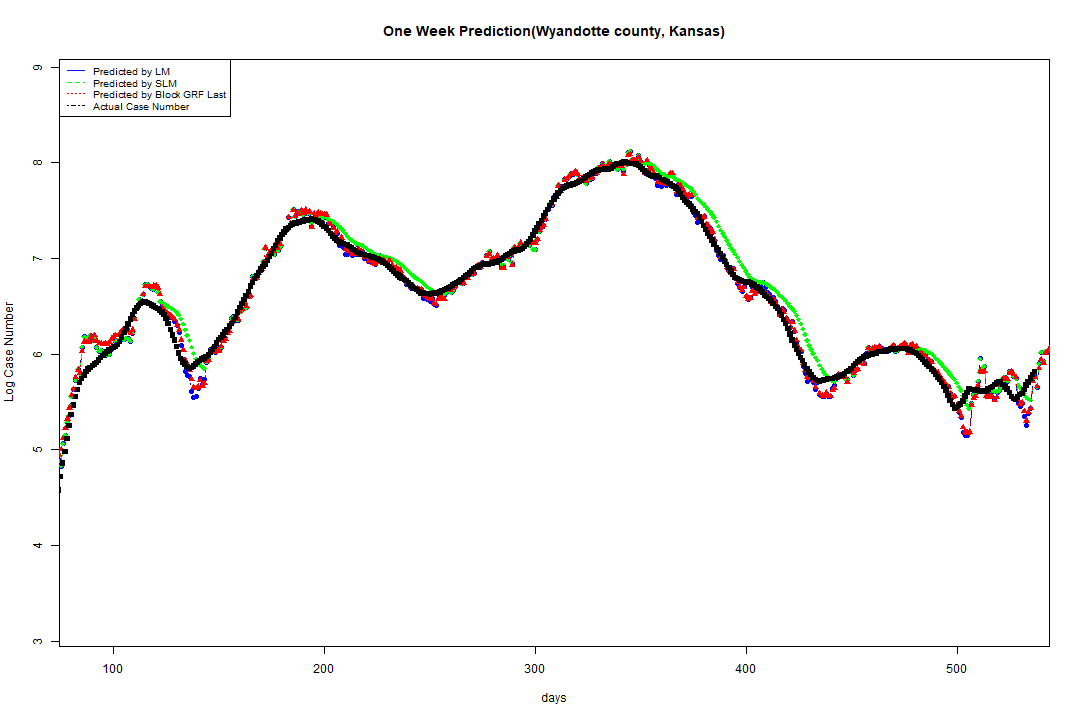 One Week Prediction(Wyandotte county, Kansas)
Predicted by LM
Predicted by SLM
Predicted by Block GRF Last
Actual Case Number
Log Case Number
9
8
7
6
5
4
3
100 200 300 400 500
days